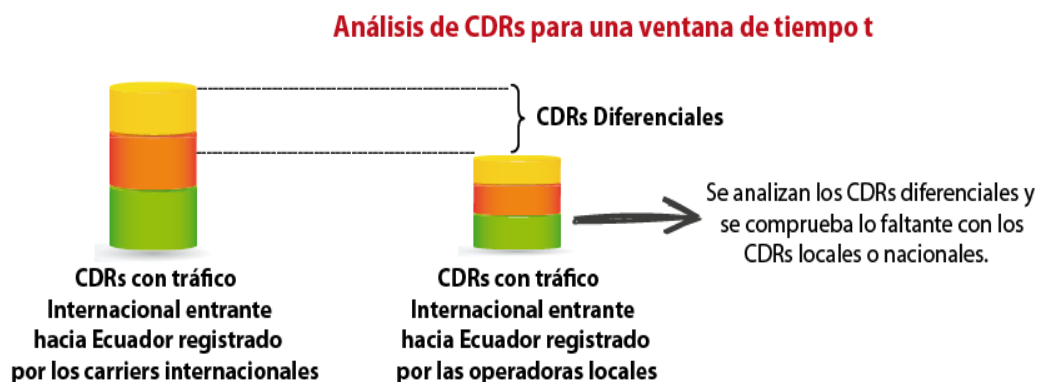 Análisis de CDRs para una ventana de tiempo t
CDRs Diferenciales
Se analizan los CDRs diferenciales y
se comprueba lo faltante con los
CDRs locales o nacionales.
CDRs con tráfico
Internacional entrante
hacia Ecuador registrado
por los carriers internacionales
CDRs con tráfico
Internacional entrante
hacia Ecuador registrado
por las operadoras locales